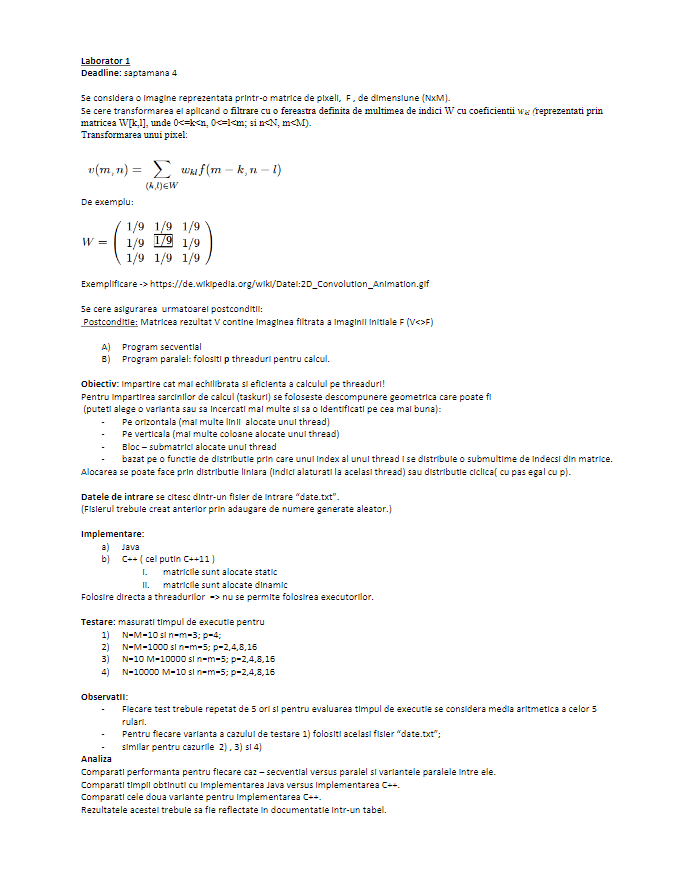 Laborator 1
Deadline: saptamana 4
Se considera o imagine reprezentata printr-o matrice de pixeli,  F , de dimensiune (NxM).
Se cere transformarea ei aplicand o filtrare cu o fereastra definita de multimea de indici W cu coeficientii wkl (reprezentati prin
matricea W[k,l], unde 0<=k<n, 0<=l<m; si n<N, m<M).
Transformarea unui pixel:
v(m, n) = ∑ wkl f(m − k, n − l)
(k,l)∈W
De exemplu:
1/9 1/9 1/9
W = 1/9 1/9 1/9
1/9 1/9 1/9
Exemplificare -> https://de.wikipedia.org/wiki/Datei:2D_Convolution_Animation.gif
Se cere asigurarea  urmatoarei postconditii:
Postconditie: Matricea rezultat V contine imaginea filtrata a imaginii initiale F (V<>F)
A) Program secvential
B) Program paralel: folositi p threaduri pentru calcul.
Obiectiv: Impartire cat mai echilibrata si eficienta a calculul pe threaduri!
Pentru impartirea sarcinilor de calcul (taskuri) se foloseste descompunere geometrica care poate fi
(puteti alege o varianta sau sa incercati mai multe si sa o identificati pe cea mai buna):
- Pe orizontala (mai multe linii  alocate unui thread)
- Pe verticala (mai multe coloane alocate unui thread)
- Bloc – submatrici alocate unui thread
- bazat pe o functie de distributie prin care unui index al unui thread i se distribuie o submultime de indecsi din matrice.
Alocarea se poate face prin distributie liniara (indici alaturati la acelasi thread) sau distributie ciclica( cu pas egal cu p).
Datele de intrare se citesc dintr-un fisier de intrare “date.txt”.
(Fisierul trebuie creat anterior prin adaugare de numere generate aleator.)
Implementare:
a) Java
b) C++ ( cel putin C++11 )
i. matricile sunt alocate static
ii. matricile sunt alocate dinamic
Folosire directa a threadurilor  => nu se permite folosirea executorilor.
Testare: masurati timpul de executie pentru
1) N=M=10 si n=m=3; p=4;
2) N=M=1000 si n=m=5; p=2,4,8,16
3) N=10 M=10000 si n=m=5; p=2,4,8,16
4) N=10000 M=10 si n=m=5; p=2,4,8,16
Observatii:
- Fiecare test trebuie repetat de 5 ori si pentru evaluarea timpul de executie se considera media aritmetica a celor 5
rulari.
- Pentru fiecare varianta a cazului de testare 1) folositi acelasi fisier “date.txt”;
- similar pentru cazurile  2) , 3) si 4)
Analiza
Comparati performanta pentru fiecare caz – secvential versus paralel si variantele paralele intre ele.
Comparati timpii obtinuti cu implementarea Java versus implementarea C++.
Comparati cele doua variante pentru implementarea C++.
Rezultatele acestei trebuie sa fie reflectate in documentatie intr-un tabel.